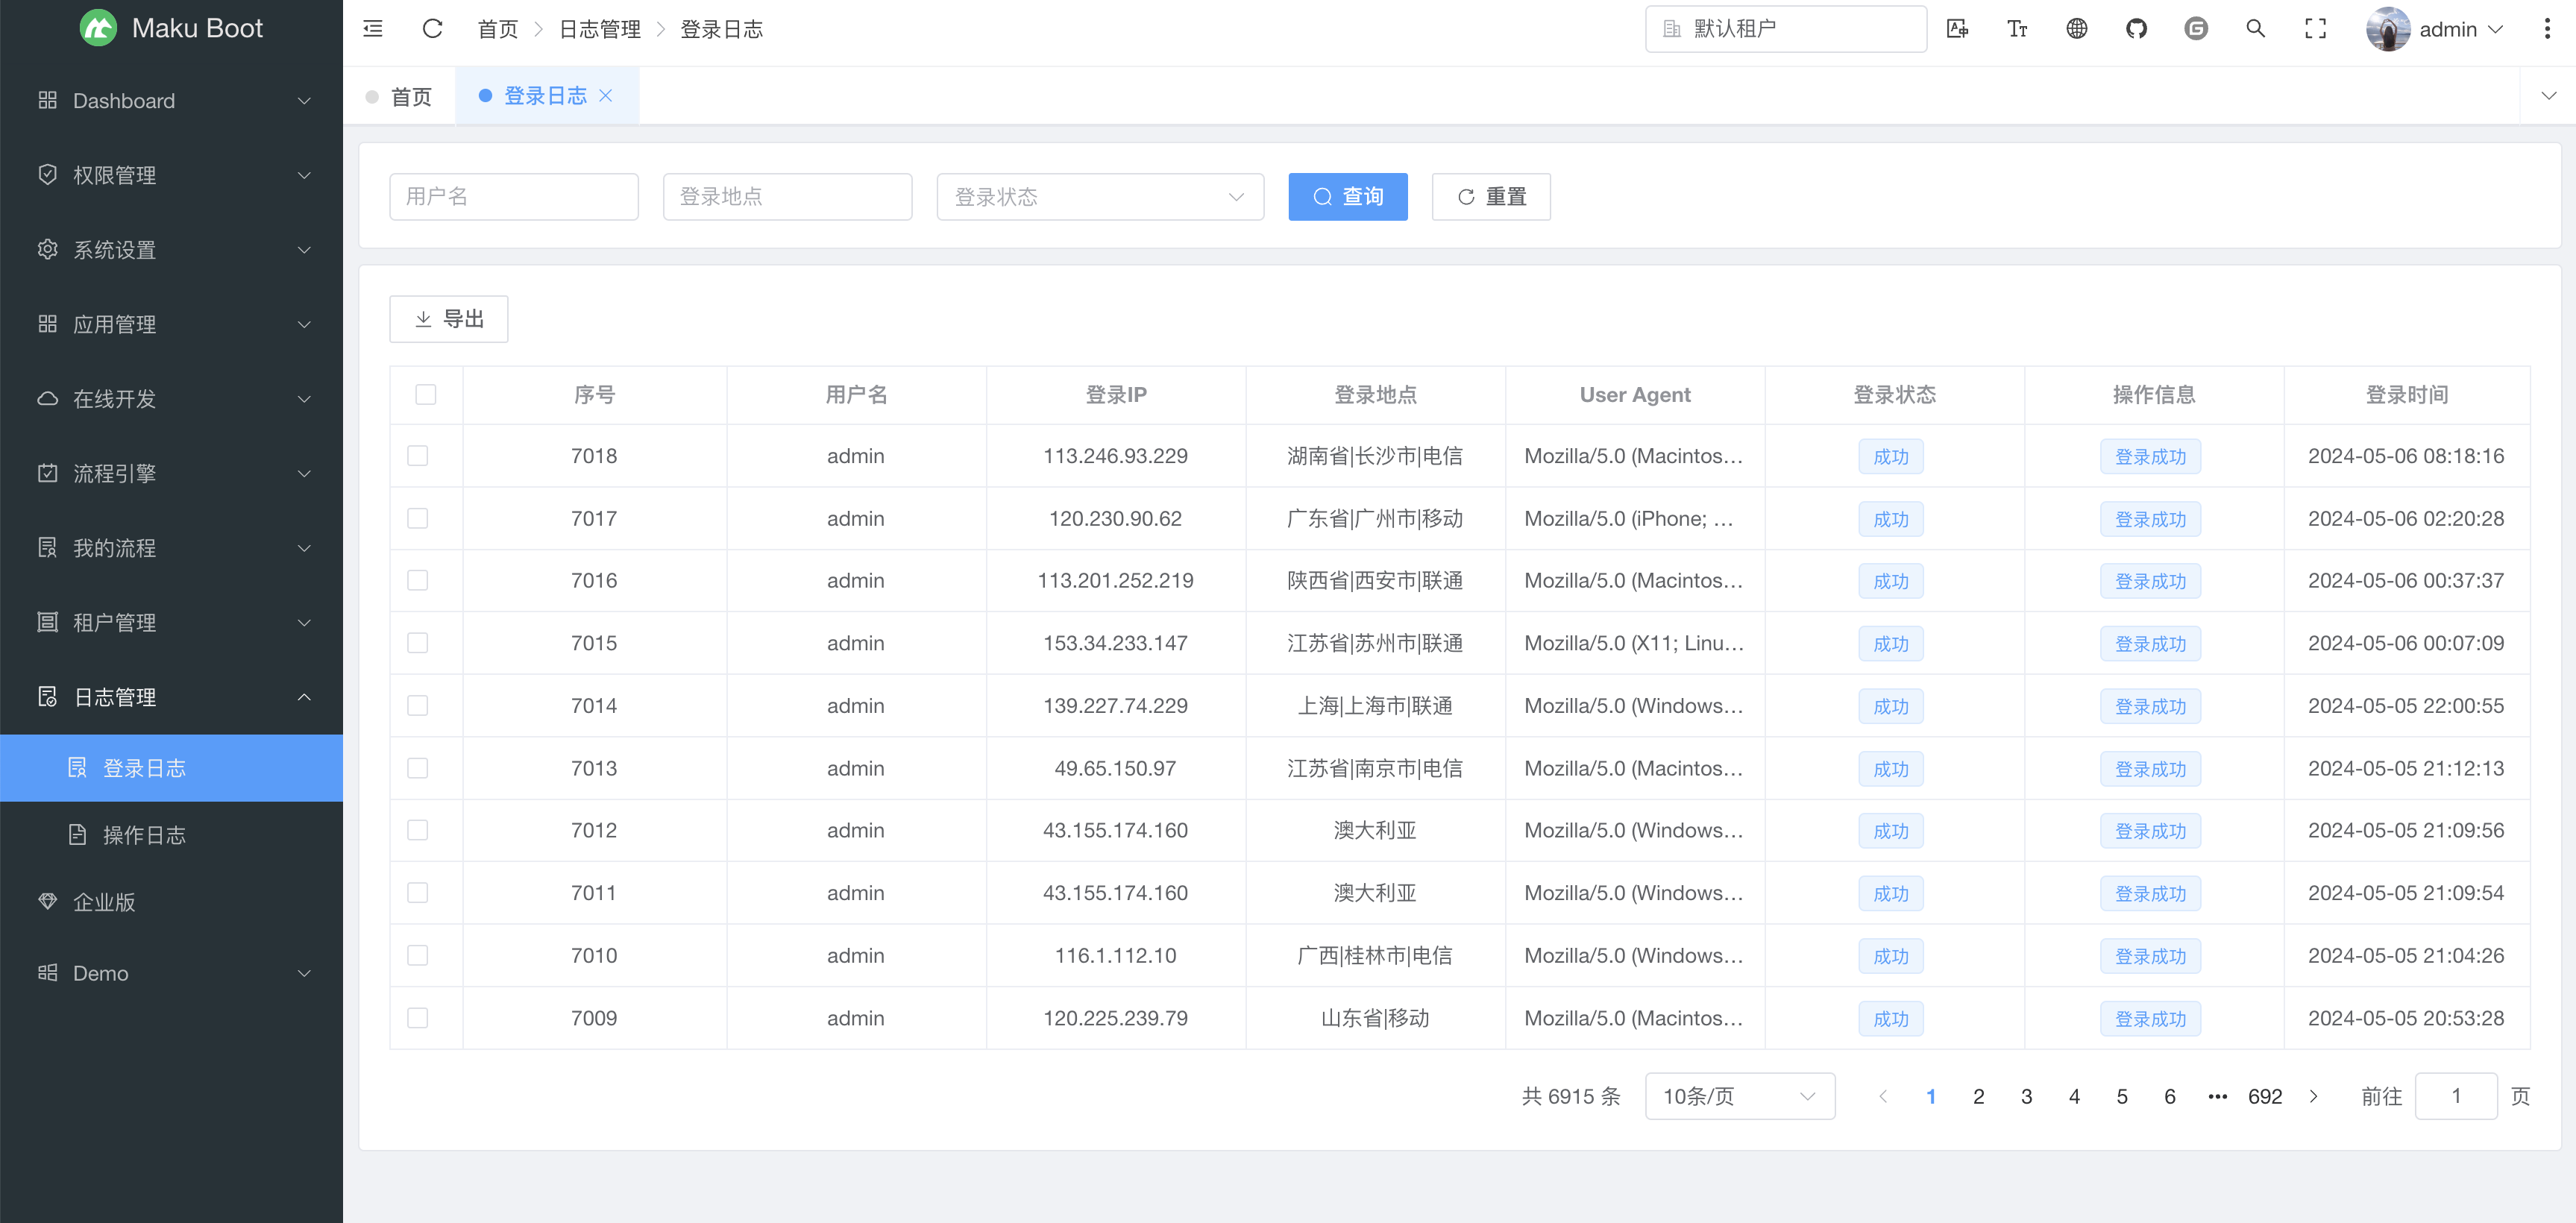 Maku Boot
首页 日志管理 登录日志 默认租户 admin
首页 登录日志
Dashboard
权限管理
系统设置
应用管理
在线开发
流程引擎
我的流程
租户管理
日志管理
登录日志
操作日志
企业版
Demo
用户名 登录地点 登录状态 查询 重置
导出
序号 用户名 登录IP 登录地点 User Agent 登录状态 操作信息 登录时间
7018 admin 113.246.93.229 湖南省|长沙市|电信 Mozilla/5.0 (Macintos… 成功 登录成功 2024-05-06 08:18:16
7017 admin 120.230.90.62 广东省|广州市|移动 Mozilla/5.0 (iPhone; … 成功 登录成功 2024-05-06 02:20:28
7016 admin 113.201.252.219 陕西省|西安市|联通 Mozilla/5.0 (Macintos… 成功 登录成功 2024-05-06 00:37:37
7015 admin 153.34.233.147 江苏省|苏州市|联通 Mozilla/5.0 (X11; Linu… 成功 登录成功 2024-05-06 00:07:09
7014 admin 139.227.74.229 上海|上海市|联通 Mozilla/5.0 (Windows… 成功 登录成功 2024-05-05 22:00:55
7013 admin 49.65.150.97 江苏省|南京市|电信 Mozilla/5.0 (Macintos… 成功 登录成功 2024-05-05 21:12:13
7012 admin 43.155.174.160 澳大利亚 Mozilla/5.0 (Windows… 成功 登录成功 2024-05-05 21:09:56
7011 admin 43.155.174.160 澳大利亚 Mozilla/5.0 (Windows… 成功 登录成功 2024-05-05 21:09:54
7010 admin 116.1.112.10 广西|桂林市|电信 Mozilla/5.0 (Windows… 成功 登录成功 2024-05-05 21:04:26
7009 admin 120.225.239.79 山东省|移动 Mozilla/5.0 (Macintos… 成功 登录成功 2024-05-05 20:53:28
共 6915 条 10条/页 1 2 3 4 5 6 ••• 692 前往 1 页